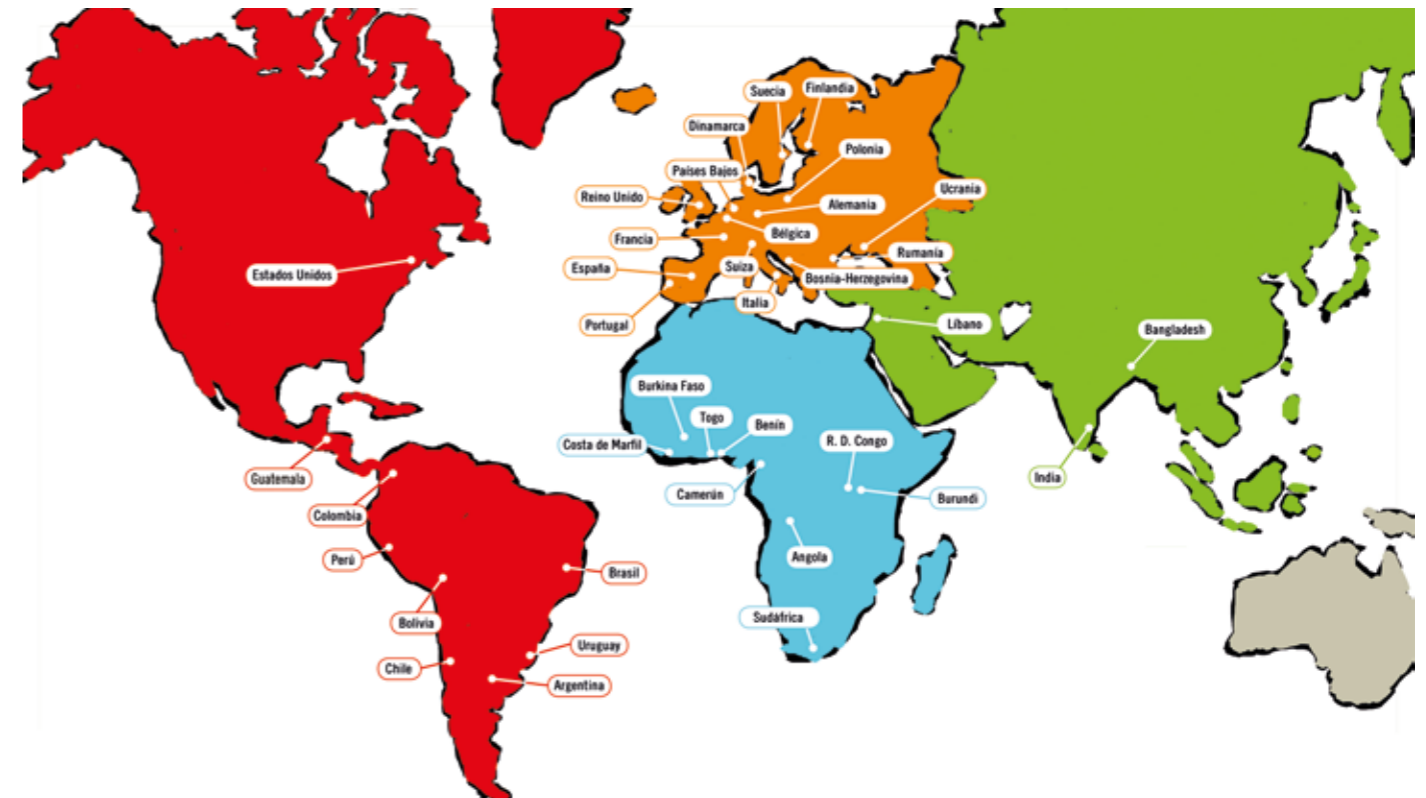 Suecia
Finlandia
Dinamarca
Polonia
Países Bajos
Ucrania
Reino Unido
Alemania
Bélgica
Francia
Rumanía
España
Suiza
Bosnia-Herzegovina
Italia
Portugal
Estados Unidos
Líbano
Bangladesh
Burkina Faso
Togo
Benín
Costa de Marfil
R. D. Congo
Guatemala
Camerún
Burundi
India
Colombia
Perú
Angola
Brasil
Bolivia
Sudáfrica
Uruguay
Chile
Argentina